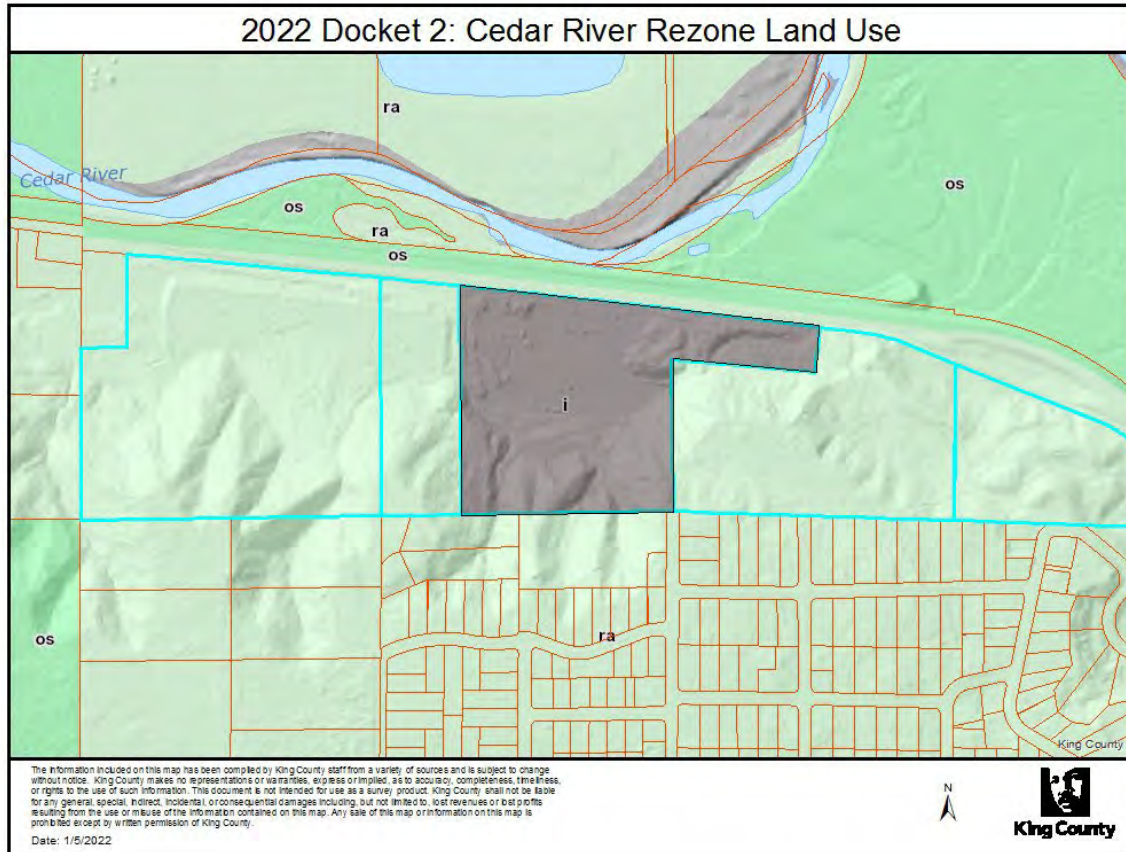 2022 Docket 2: Cedar River Rezone Land Use
ra
Cedar River
os
os
ra
os
i
os
ra
King County
The information included on this map has been compiled by King County staff from a variety of sources and is subject to change
without notice. King County makes no representations or warranties, express or implied, as to accuracy, completeness, timeliness,
or rights to the use of such information. This document is not intended for use as a survey product. King County shall not be liable
for any general, special, indirect, incidental, or consequential damages including, but not limited to, lost revenues or lost profits
resulting from the use or misuse of the information contained on this map. Any sale of this map or information on this map is
prohibited except by written permission of King County.
Date: 1/5/2022
N
King County